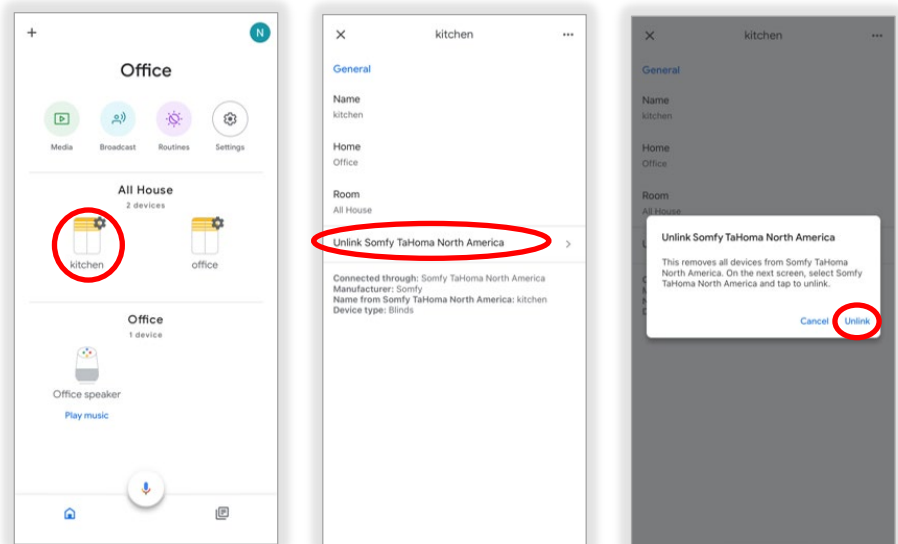 N
Office
Media Broadcast Routines Settings
All House
2 devices
kitchen office
Office
1 device
Office speaker
Play music
kitchen
General
Name
kitchen
Home
Office
Room
All House
Unlink Somfy TaHoma North America
Connected through: Somfy TaHoma North America
Manufacturer: Somfy
Name from Somfy TaHoma North America: kitchen
Device type: Blinds
kitchen
General
Name
kitchen
Home
Office
Room
All House
Unlink Somfy TaHoma North America
This removes all devices from Somfy TaHoma
North America. On the next screen, select Somfy
TaHoma North America and tap to unlink.
Cancel Unlink